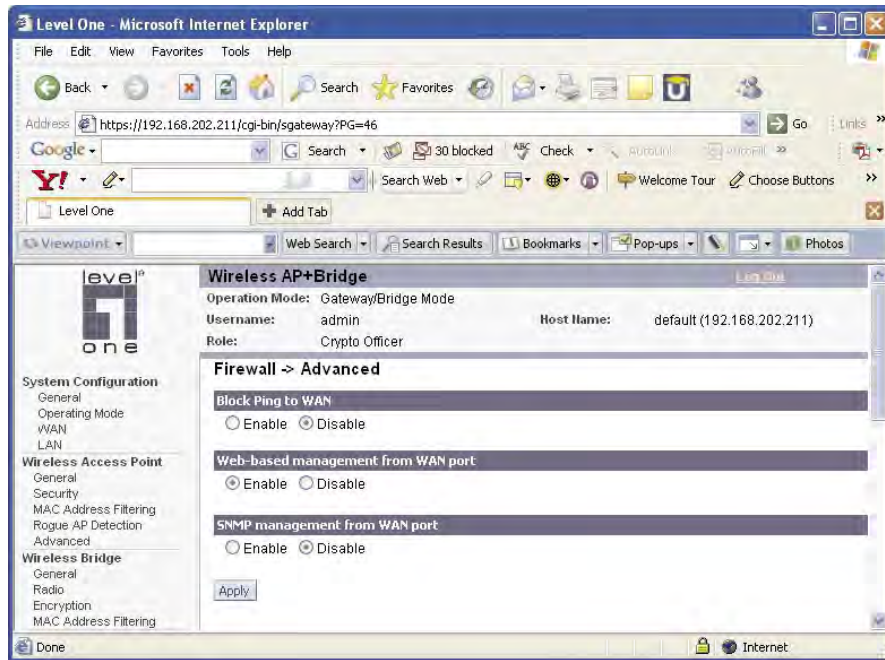 Level One - Microsoft Internet Explorer
File Edit View Favorites Tools Help
Back Search Favorites
Address https://192.168.202.211/cgi-bin/sgateway?PG=46 Go Links »
Google Search 30 blocked ABC Check AutoLink AutoFill »
Y! Search Web Welcome Tour Choose Buttons »
Level One Add Tab
Viewpoint Web Search Search Results Bookmarks Pop-ups Photos
level one
Wireless AP+Bridge Log Out
Operation Mode: Gateway/Bridge Mode
Username: admin Host Name: default (192.168.202.211)
Role: Crypto Officer
System Configuration
General
Operating Mode
WAN
LAN
Wireless Access Point
General
Security
MAC Address Filtering
Rogue AP Detection
Advanced
Wireless Bridge
General
Radio
Encryption
MAC Address Filtering
Firewall -> Advanced
Block Ping to WAN
Enable Disable
Web-based management from WAN port
Enable Disable
SNMP management from WAN port
Enable Disable
Apply
Done Internet